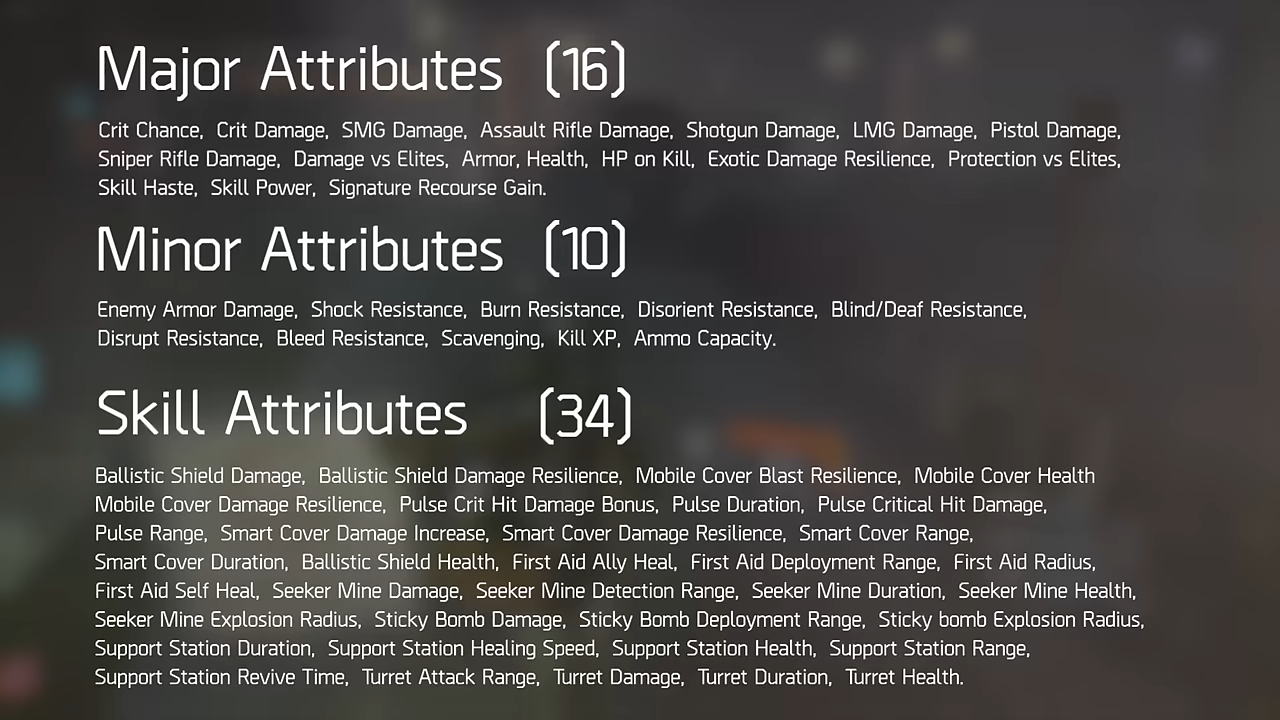 Major Attributes (16)
Crit Chance, Crit Damage, SMG Damage, Assault Rifle Damage, Shotgun Damage, LMG Damage, Pistol Damage,
Sniper Rifle Damage, Damage vs Elites, Armor, Health, HP on Kill, Exotic Damage Resilience, Protection vs Elites,
Skill Haste, Skill Power, Signature Recourse Gain.
Minor Attributes (10)
Enemy Armor Damage, Shock Resistance, Burn Resistance, Disorient Resistance, Blind/Deaf Resistance,
Disrupt Resistance, Bleed Resistance, Scavenging, Kill XP, Ammo Capacity.
Skill Attributes (34)
Ballistic Shield Damage, Ballistic Shield Damage Resilience, Mobile Cover Blast Resilience, Mobile Cover Health
Mobile Cover Damage Resilience, Pulse Crit Hit Damage Bonus, Pulse Duration, Pulse Critical Hit Damage,
Pulse Range, Smart Cover Damage Increase, Smart Cover Damage Resilience, Smart Cover Range,
Smart Cover Duration, Ballistic Shield Health, First Aid Ally Heal, First Aid Deployment Range, First Aid Radius,
First Aid Self Heal, Seeker Mine Damage, Seeker Mine Detection Range, Seeker Mine Duration, Seeker Mine Health,
Seeker Mine Explosion Radius, Sticky Bomb Damage, Sticky Bomb Deployment Range, Sticky bomb Explosion Radius,
Support Station Duration, Support Station Healing Speed, Support Station Health, Support Station Range,
Support Station Revive Time, Turret Attack Range, Turret Damage, Turret Duration, Turret Health.